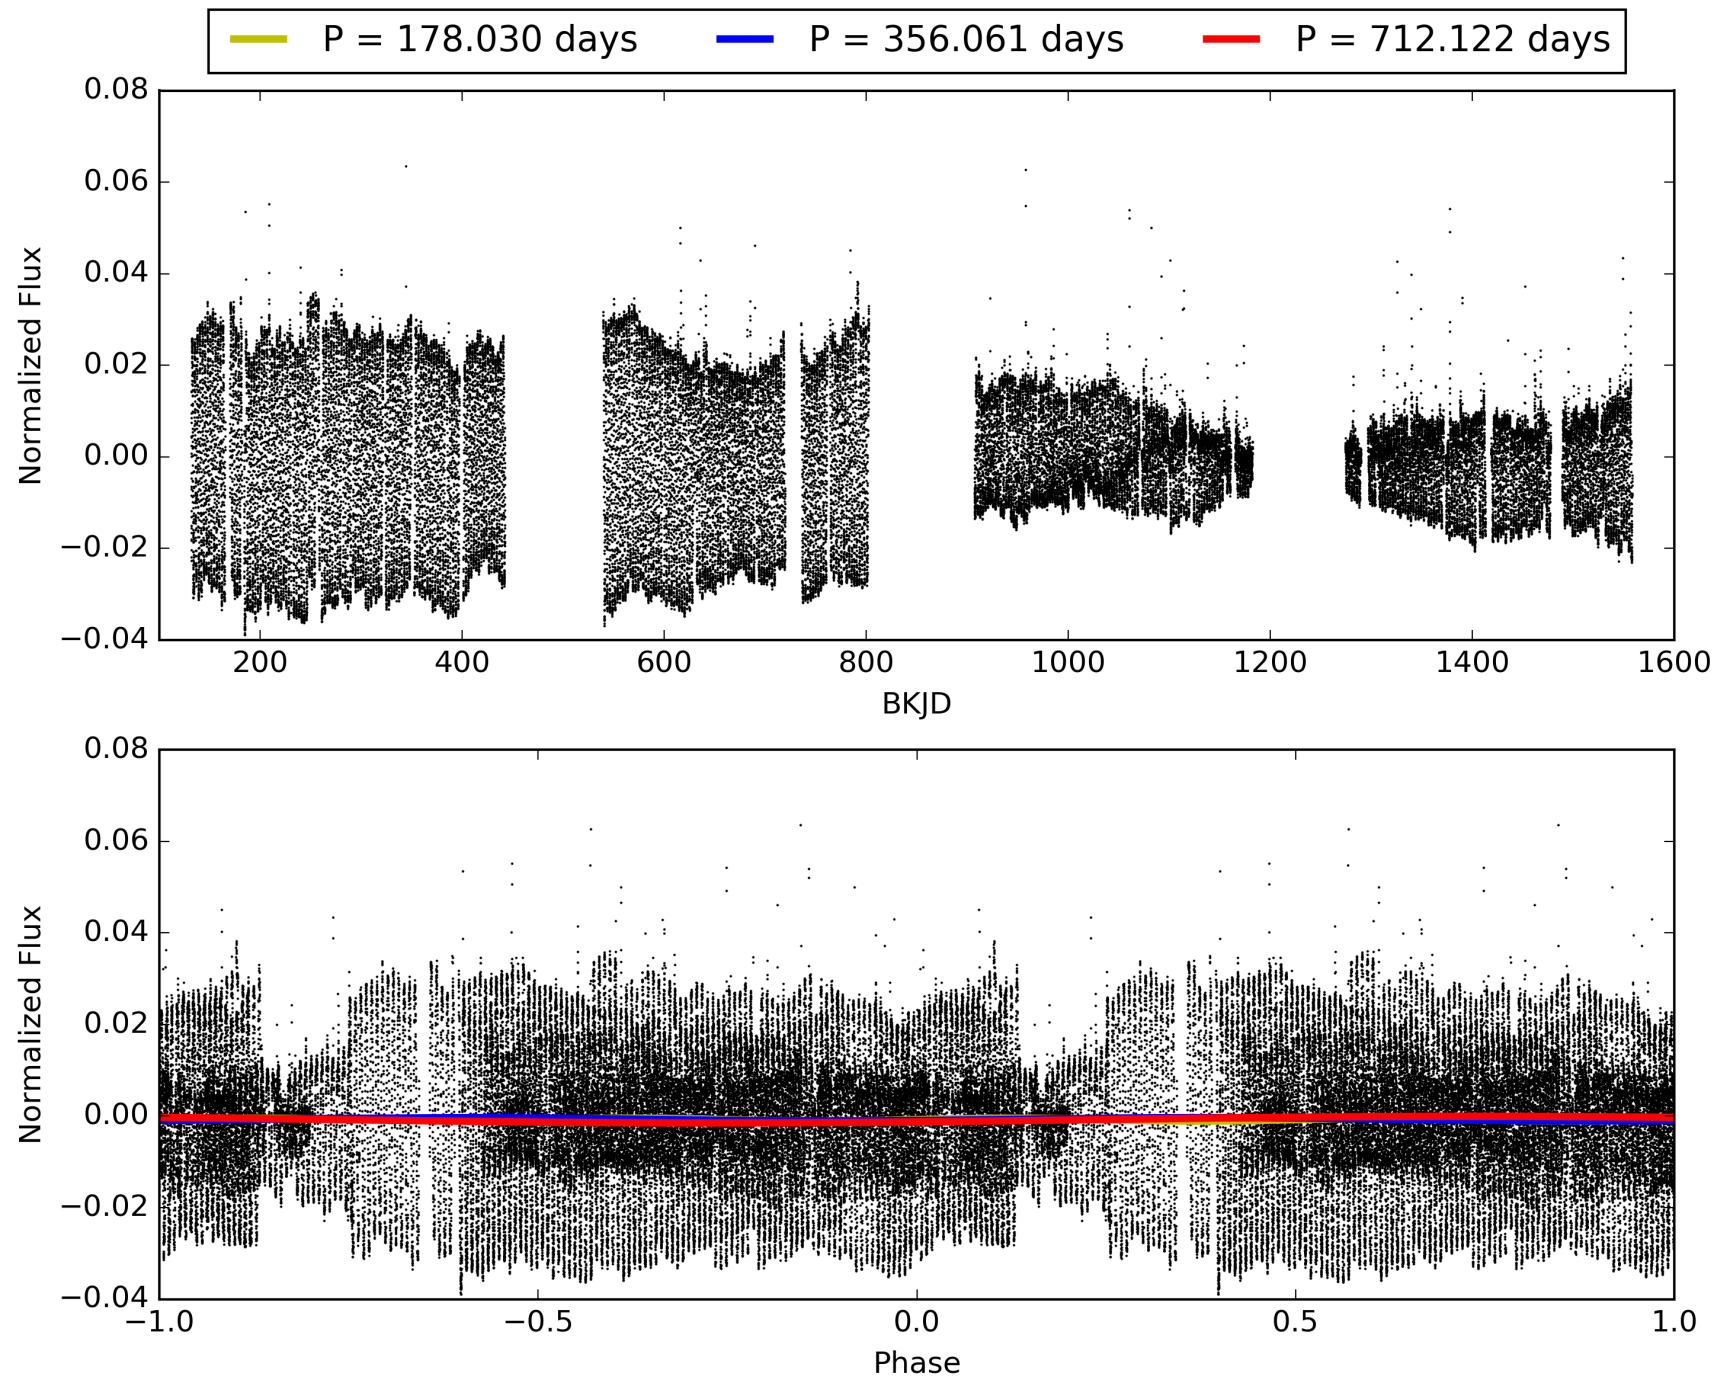 P = 178.030 days P = 356.061 days P = 712.122 days
0.08
0.06
0.04
0.02
0.00
−0.02
−0.04
Normalized Flux
200 400 600 800 1000 1200 1400 1600
BKJD
0.08
0.06
0.04
0.02
0.00
−0.02
−0.04
Normalized Flux
−1.0 −0.5 0.0 0.5 1.0
Phase